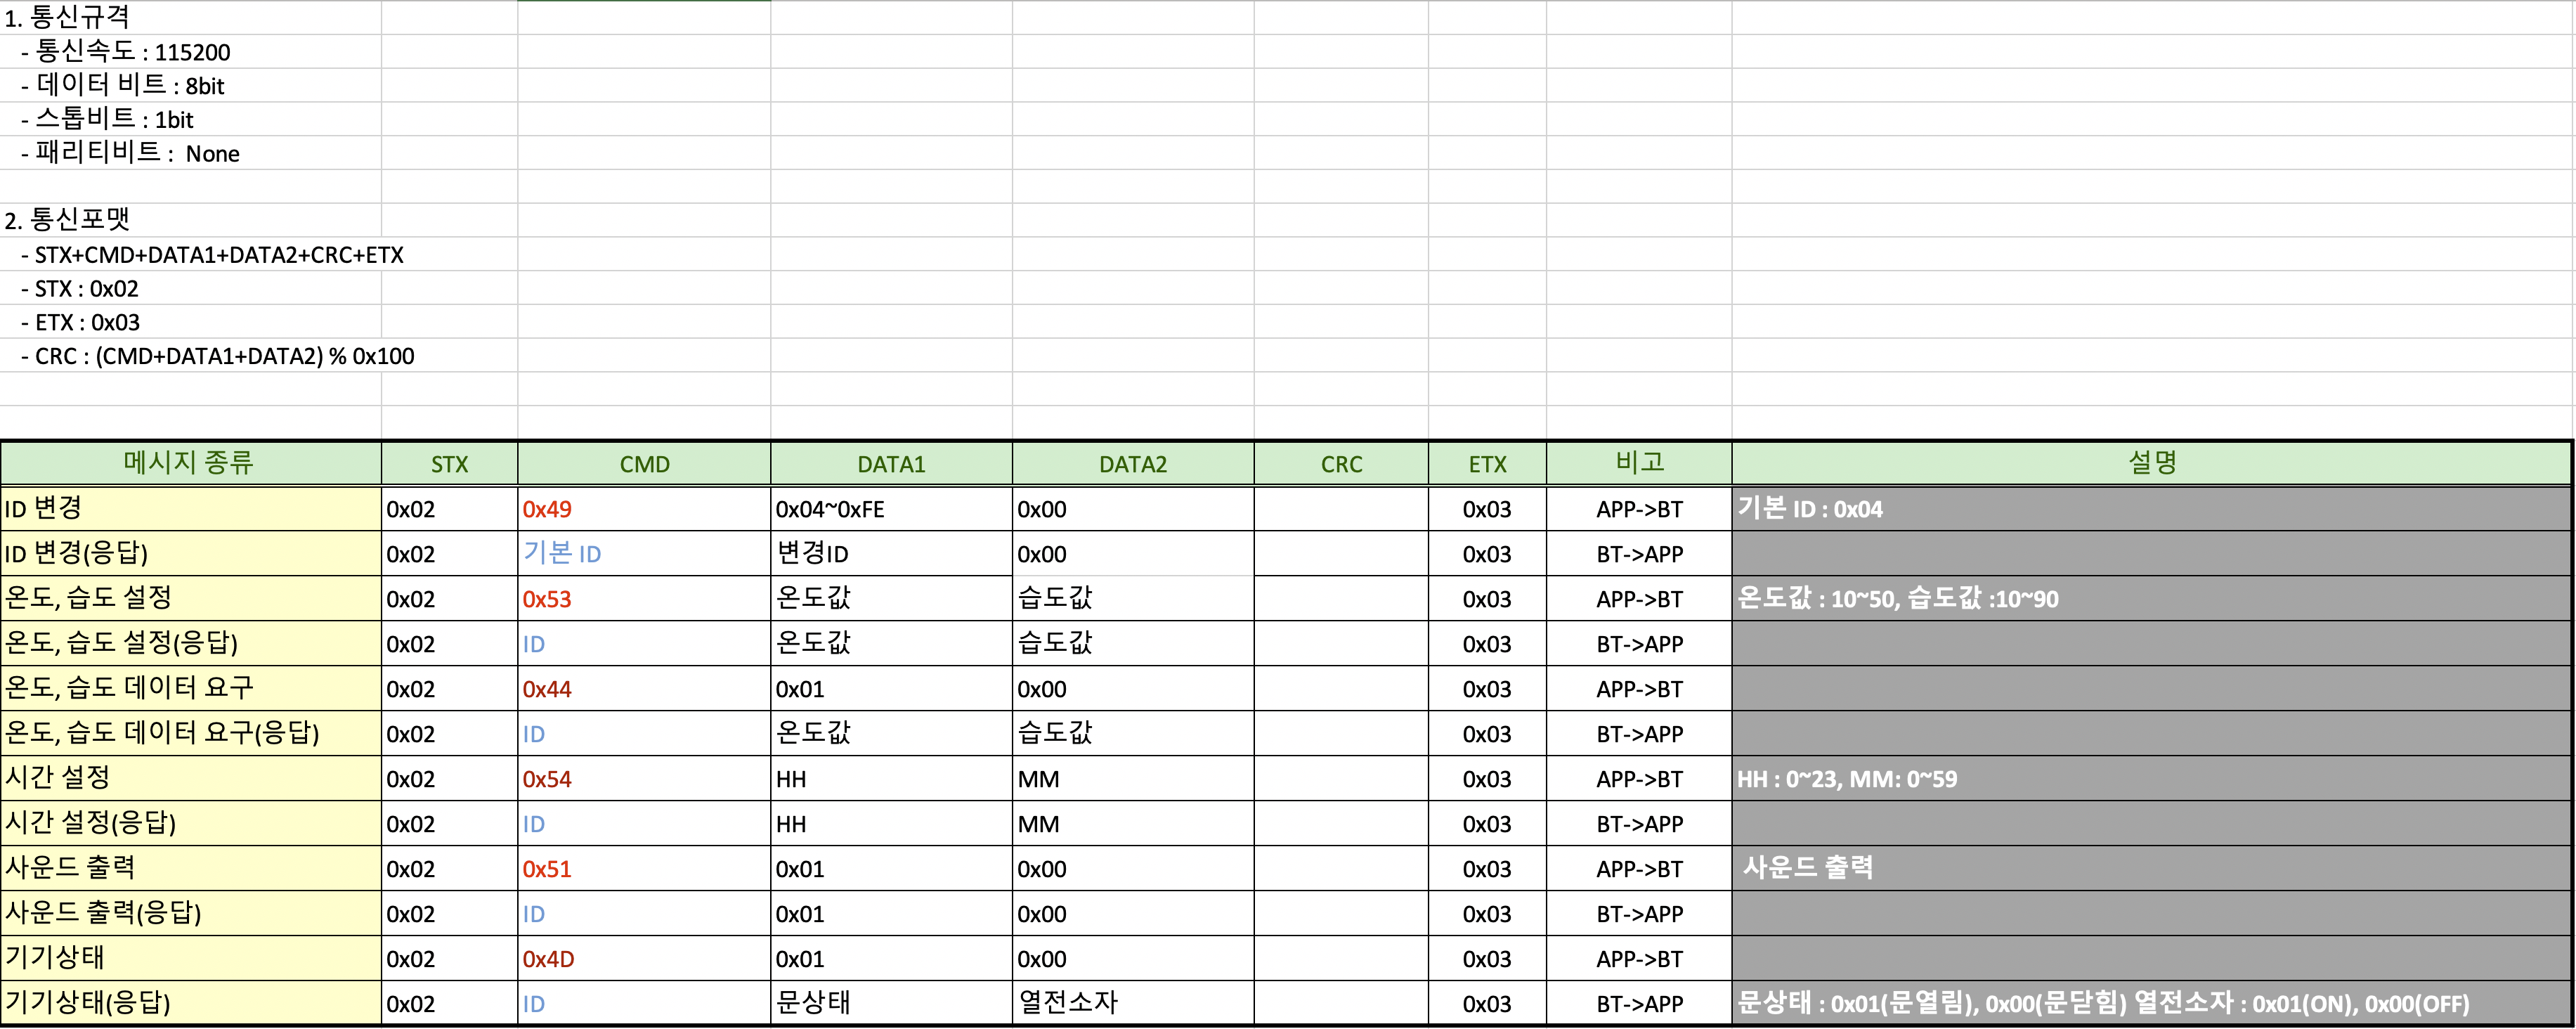 1. 통신규격
- 통신속도 : 115200
- 데이터 비트 : 8bit
- 스톱비트 : 1bit
- 패리티비트 : None
2. 통신포맷
- STX+CMD+DATA1+DATA2+CRC+ETX
- STX : 0x02
- ETX : 0x03
- CRC : (CMD+DATA1+DATA2) % 0x100
메시지 종류 STX CMD DATA1 DATA2 CRC ETX 비고 설명
ID 변경 0x02 0x49 0x04~0xFE 0x00 0x03 APP->BT 기본 ID : 0x04
ID 변경(응답) 0x02 기본 ID 변경ID 0x00 0x03 BT->APP
온도, 습도 설정 0x02 0x53 온도값 습도값 0x03 APP->BT 온도값 : 10~50, 습도값 :10~90
온도, 습도 설정(응답) 0x02 ID 온도값 습도값 0x03 BT->APP
온도, 습도 데이터 요구 0x02 0x44 0x01 0x00 0x03 APP->BT
온도, 습도 데이터 요구(응답) 0x02 ID 온도값 습도값 0x03 BT->APP
시간 설정 0x02 0x54 HH MM 0x03 APP->BT HH : 0~23, MM: 0~59
시간 설정(응답) 0x02 ID HH MM 0x03 BT->APP
사운드 출력 0x02 0x51 0x01 0x00 0x03 APP->BT 사운드 출력
사운드 출력(응답) 0x02 ID 0x01 0x00 0x03 BT->APP
기기상태 0x02 0x4D 0x01 0x00 0x03 APP->BT
기기상태(응답) 0x02 ID 문상태 열전소자 0x03 BT->APP 문상태 : 0x01(문열림), 0x00(문닫힘) 열전소자 : 0x01(ON), 0x00(OFF)